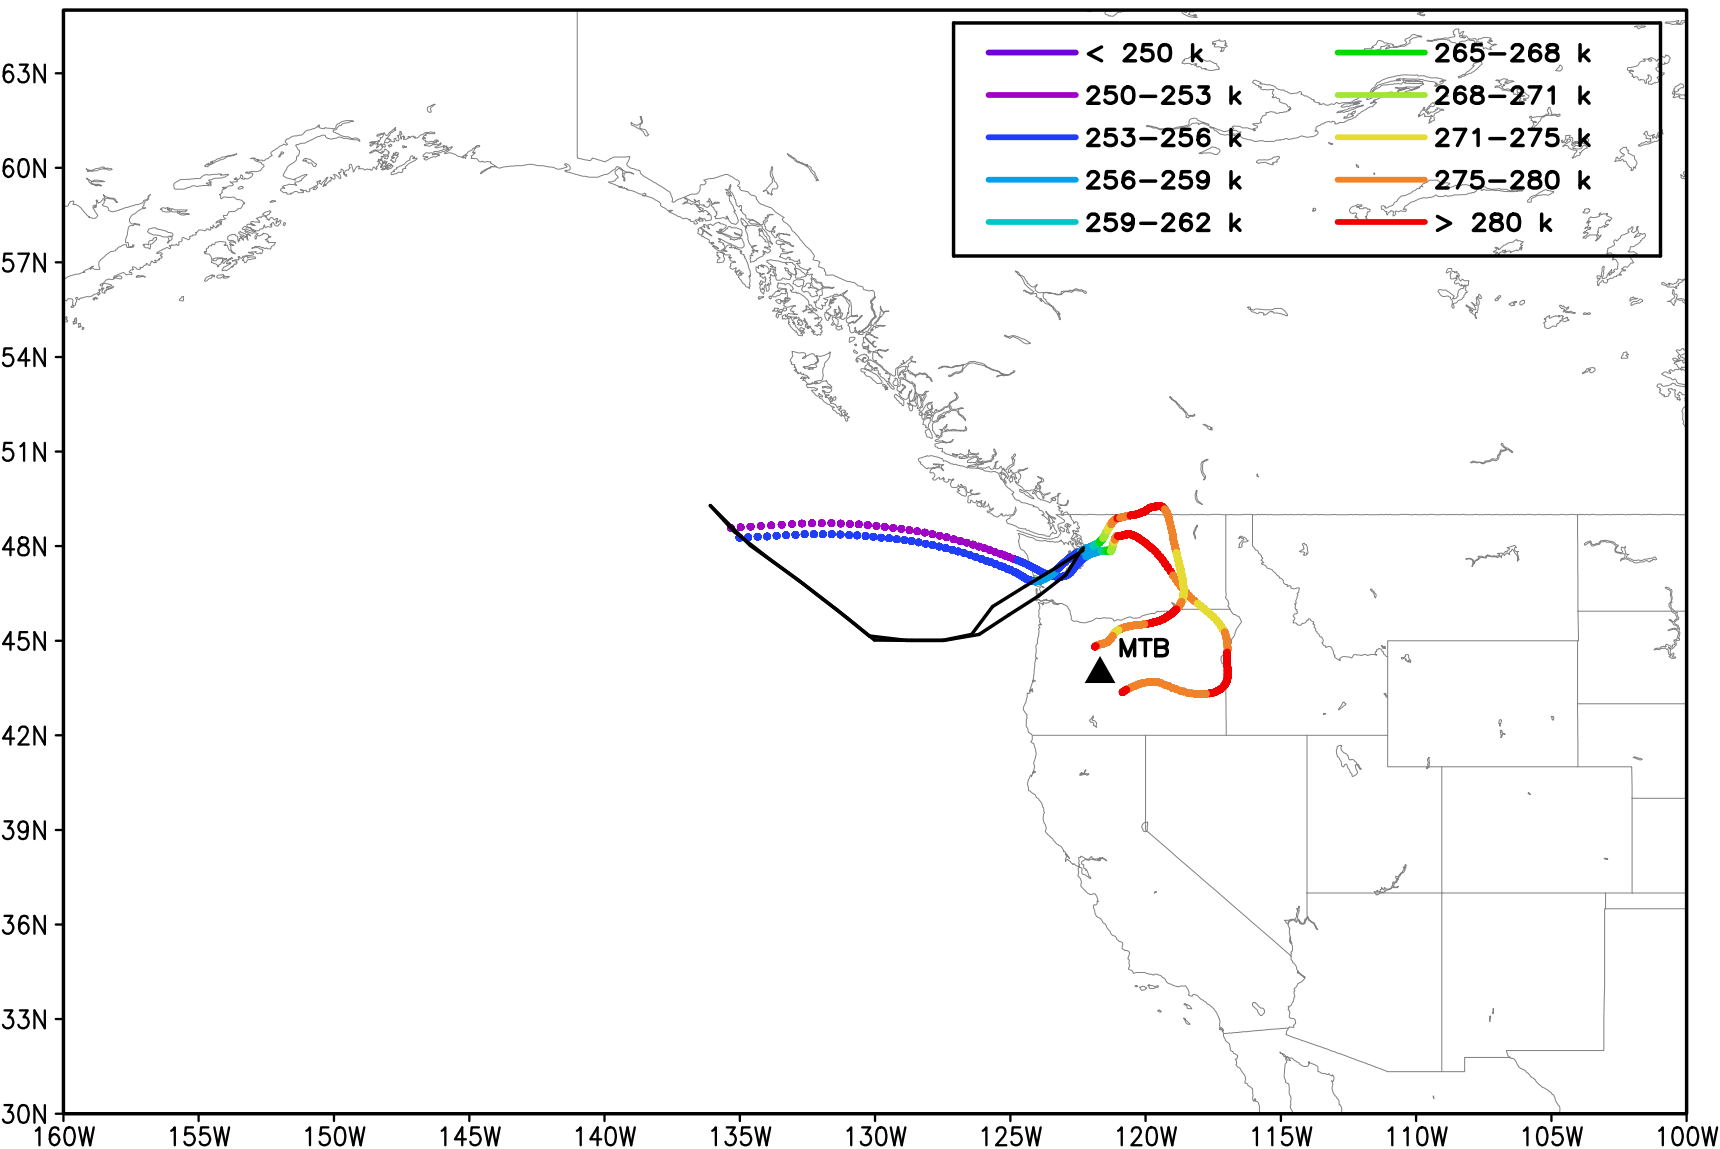 < 250 k
250–253 k
253–256 k
256–259 k
259–262 k
265–268 k
268–271 k
271–275 k
275–280 k
> 280 k
63N
60N
57N
54N
51N
48N
45N
42N
39N
36N
33N
30N
MTB
160W 155W 150W 145W 140W 135W 130W 125W 120W 115W 110W 105W 100W